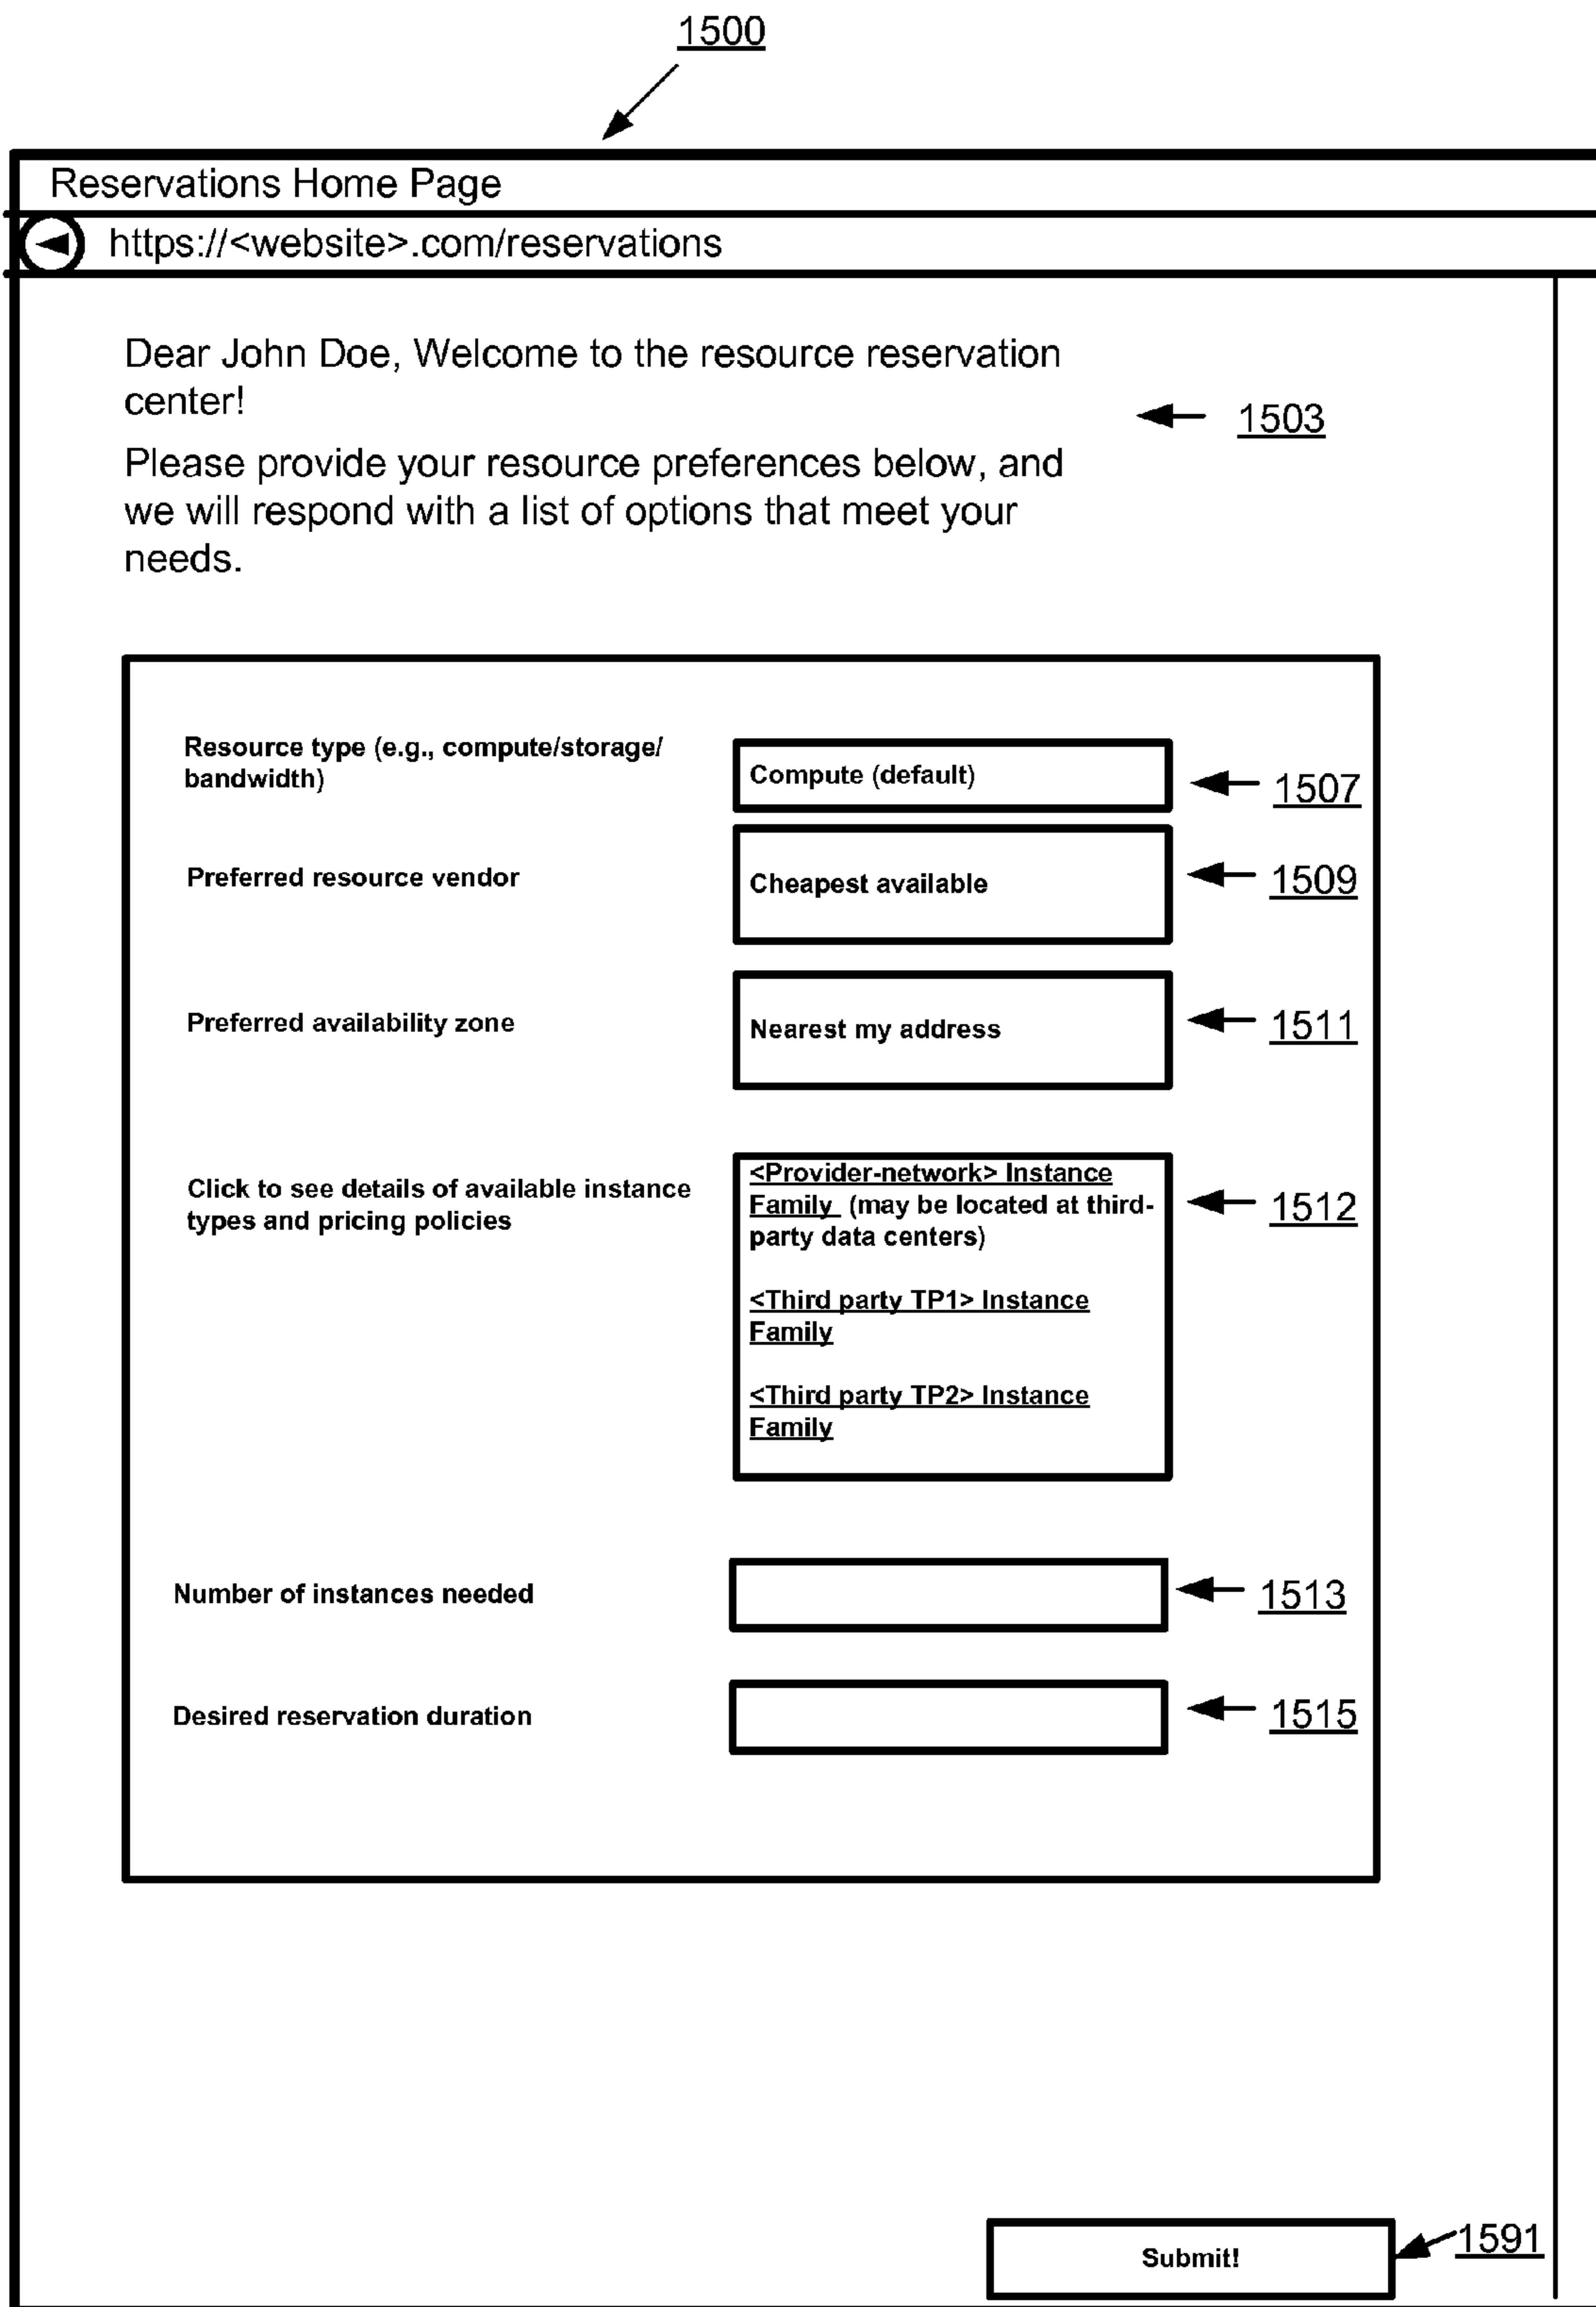 1500
Reservations Home Page
https://<website>.com/reservations
Dear John Doe, Welcome to the resource reservation
center!
1503
Please provide your resource preferences below, and
we will respond with a list of options that meet your
needs.
Resource type (e.g., compute/storage/
bandwidth)
Compute (default)
1507
Preferred resource vendor
Cheapest available
1509
Preferred availability zone
Nearest my address
1511
Click to see details of available instance
types and pricing policies
<Provider-network> Instance
Family (may be located at third-
party data centers)
<Third party TP1> Instance
Family
<Third party TP2> Instance
Family
1512
Number of instances needed
1513
Desired reservation duration
1515
Submit!
1591